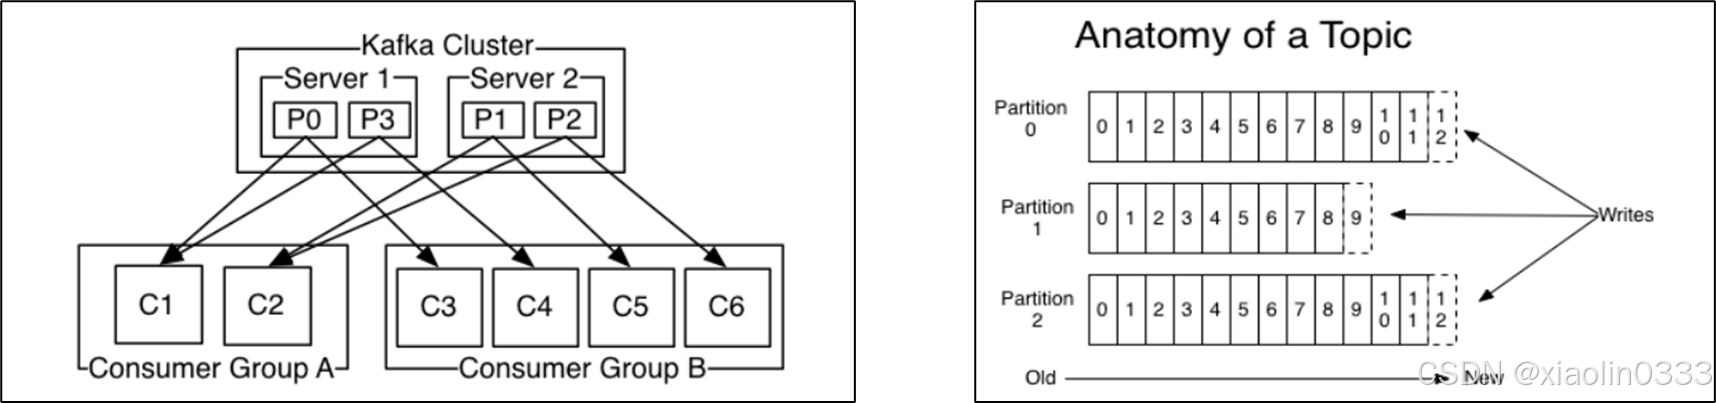 Kafka Cluster
Server 1
Server 2
P0
P3
P1
P2
C1
C2
C3
C4
C5
C6
Consumer Group A
Consumer Group B
Anatomy of a Topic
Partition
0
0 1 2 3 4 5 6 7 8 9 10 11 12
Partition
1
0 1 2 3 4 5 6 7 8 9
Writes
Partition
2
0 1 2 3 4 5 6 7 8 9 10 11 12
Old
New
CSDN @xiaolin0333